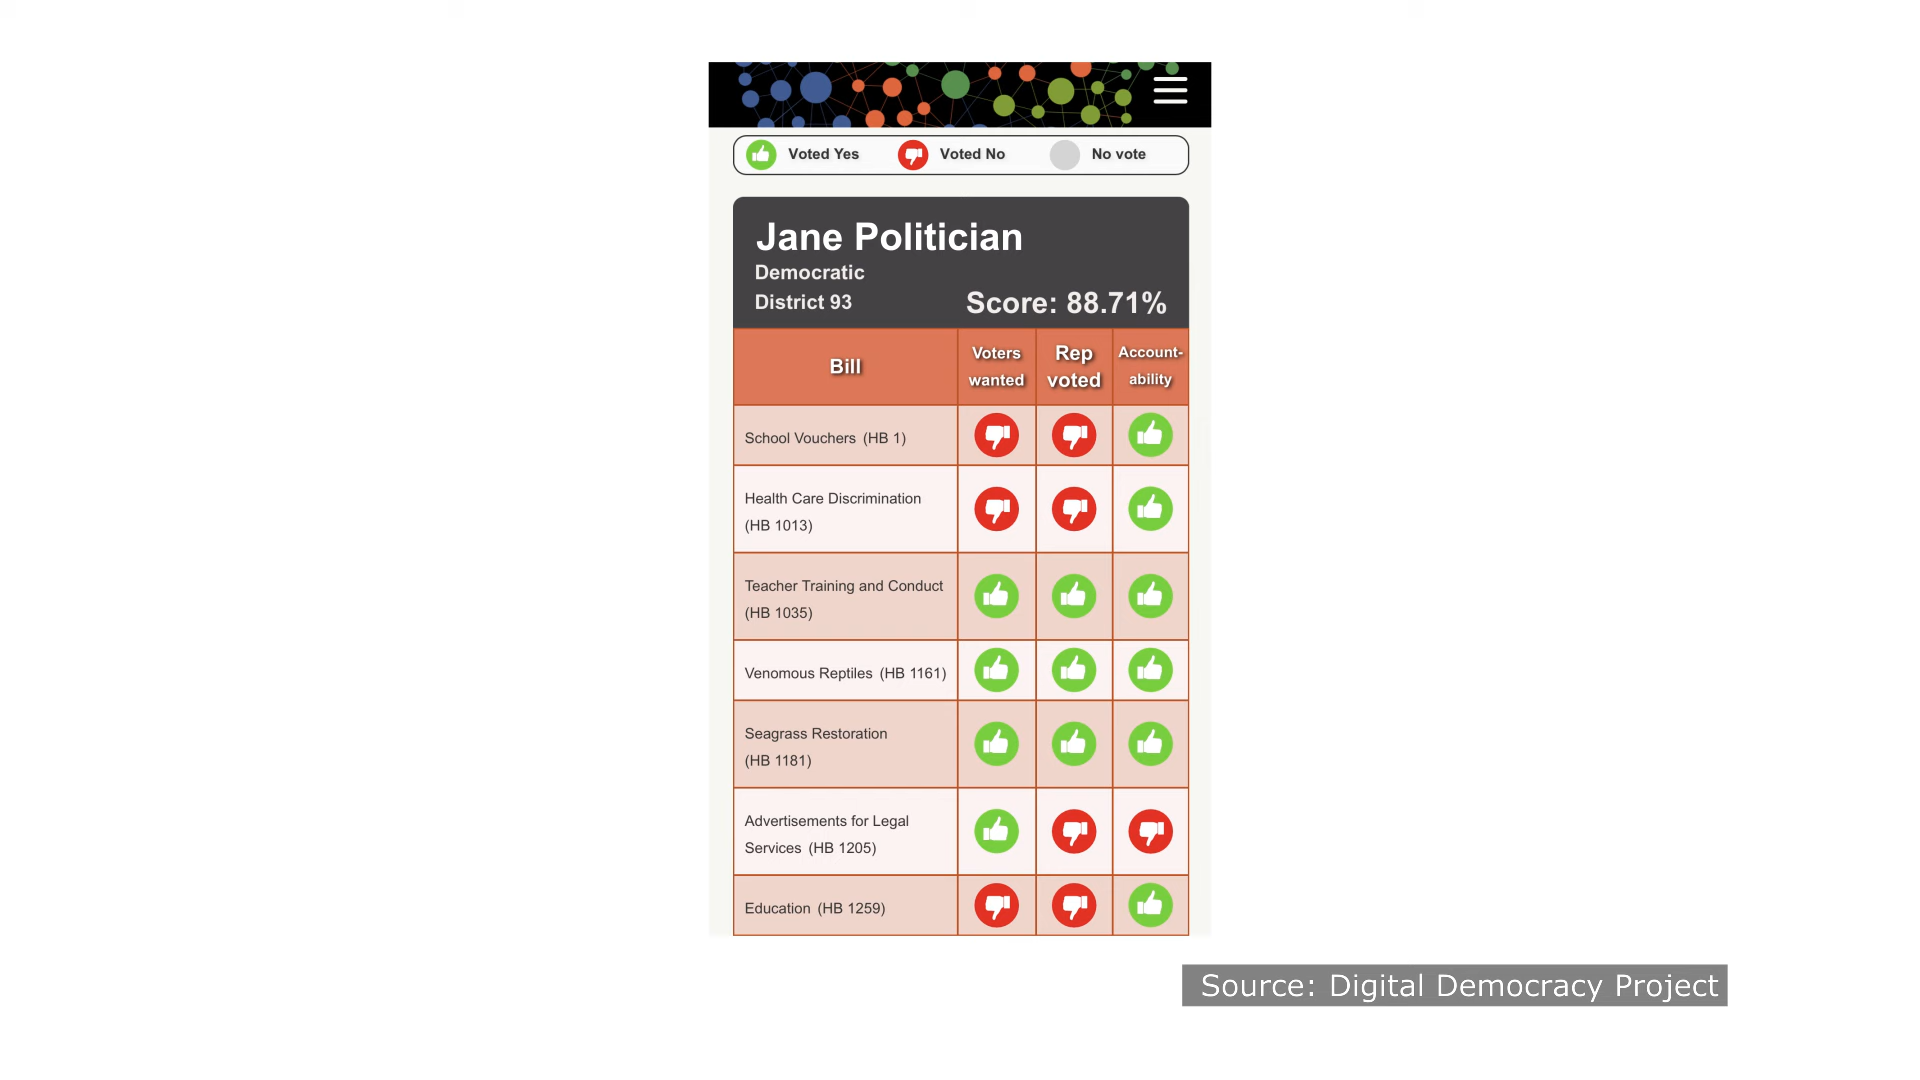 Voted Yes Voted No No vote
Jane Politician
Democratic
District 93 Score: 88.71%
Bill Voters wanted Rep voted Account-ability
School Vouchers (HB 1)
Health Care Discrimination
(HB 1013)
Teacher Training and Conduct
(HB 1035)
Venomous Reptiles (HB 1161)
Seagrass Restoration
(HB 1181)
Advertisements for Legal
Services (HB 1205)
Education (HB 1259)
Source: Digital Democracy Project